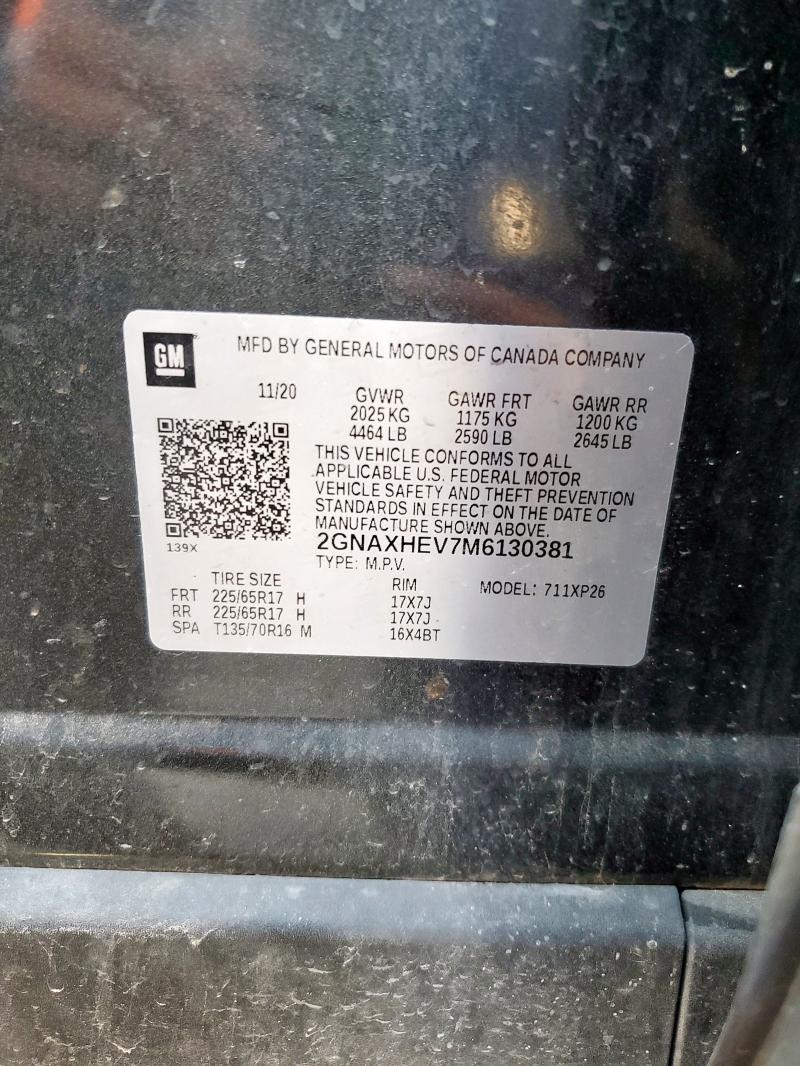 GM
MFD BY GENERAL MOTORS OF CANADA COMPANY
11/20 GVWR GAWR FRT GAWR RR
2025 KG 1175 KG 1200 KG
4464 LB 2590 LB 2645 LB
THIS VEHICLE CONFORMS TO ALL
APPLICABLE U.S. FEDERAL MOTOR
VEHICLE SAFETY AND THEFT PREVENTION
STANDARDS IN EFFECT ON THE DATE OF
MANUFACTURE SHOWN ABOVE.
139X 2GNAXHEV7M6130381
TYPE: M.P.V.
TIRE SIZE RIM MODEL: 711XP26
FRT 225/65R17 H 17X7J
RR 225/65R17 H 17X7J
SPA T135/70R16 M 16X4BT